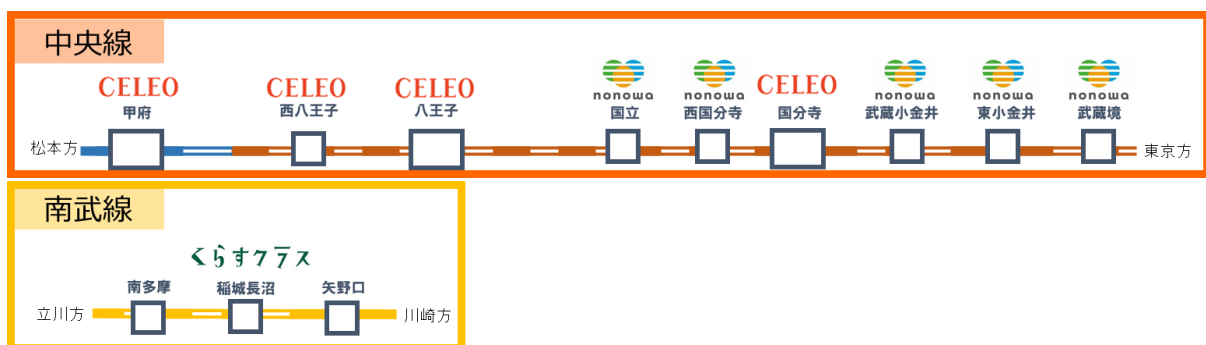 中央線
CELEO
甲府
CELEO
西八王子
CELEO
八王子
nonowa
国立
nonowa
西国分寺
CELEO
国分寺
nonowa
武蔵小金井
nonowa
東小金井
nonowa
武蔵境
松本方
東京方
南武線
くらすクラス
南多摩
稲城長沼
矢野口
立川方
川崎方